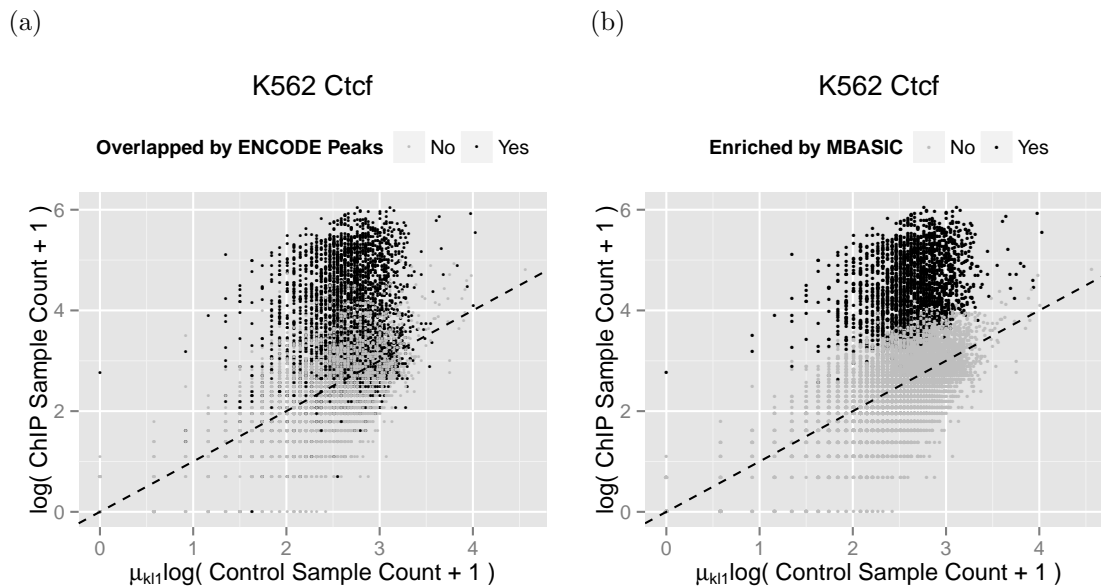 (a)
K562 Ctcf
Overlapped by ENCODE Peaks No Yes
log( ChIP Sample Count + 1 )
6
4
2
0
0 1 2 3 4
μkl1log( Control Sample Count + 1 )
(b)
K562 Ctcf
Enriched by MBASIC No Yes
log( ChIP Sample Count + 1 )
6
4
2
0
0 1 2 3 4
μkl1log( Control Sample Count + 1 )